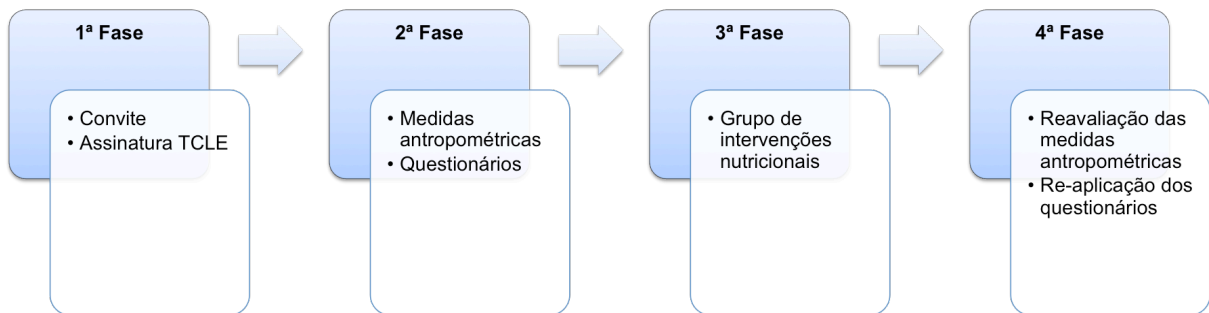 1ª Fase
• Convite
• Assinatura TCLE
2ª Fase
• Medidas
antropométricas
• Questionários
3ª Fase
• Grupo de
intervenções
nutricionais
4ª Fase
• Reavaliação das
medidas
antropométricas
• Re-aplicação dos
questionários